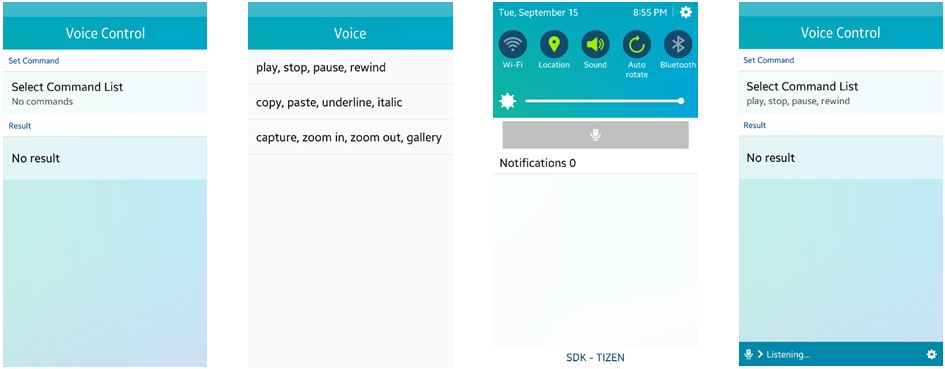 Voice Control
Set Command
Select Command List
No commands
Result
No result
Voice
play, stop, pause, rewind
copy, paste, underline, italic
capture, zoom in, zoom out, gallery
Tue, September 15 8:55 PM
Wi-Fi Location Sound Auto rotate Bluetooth
Notifications 0
SDK - TIZEN
Voice Control
Set Command
Select Command List
play, stop, pause, rewind
Result
No result
Listening...